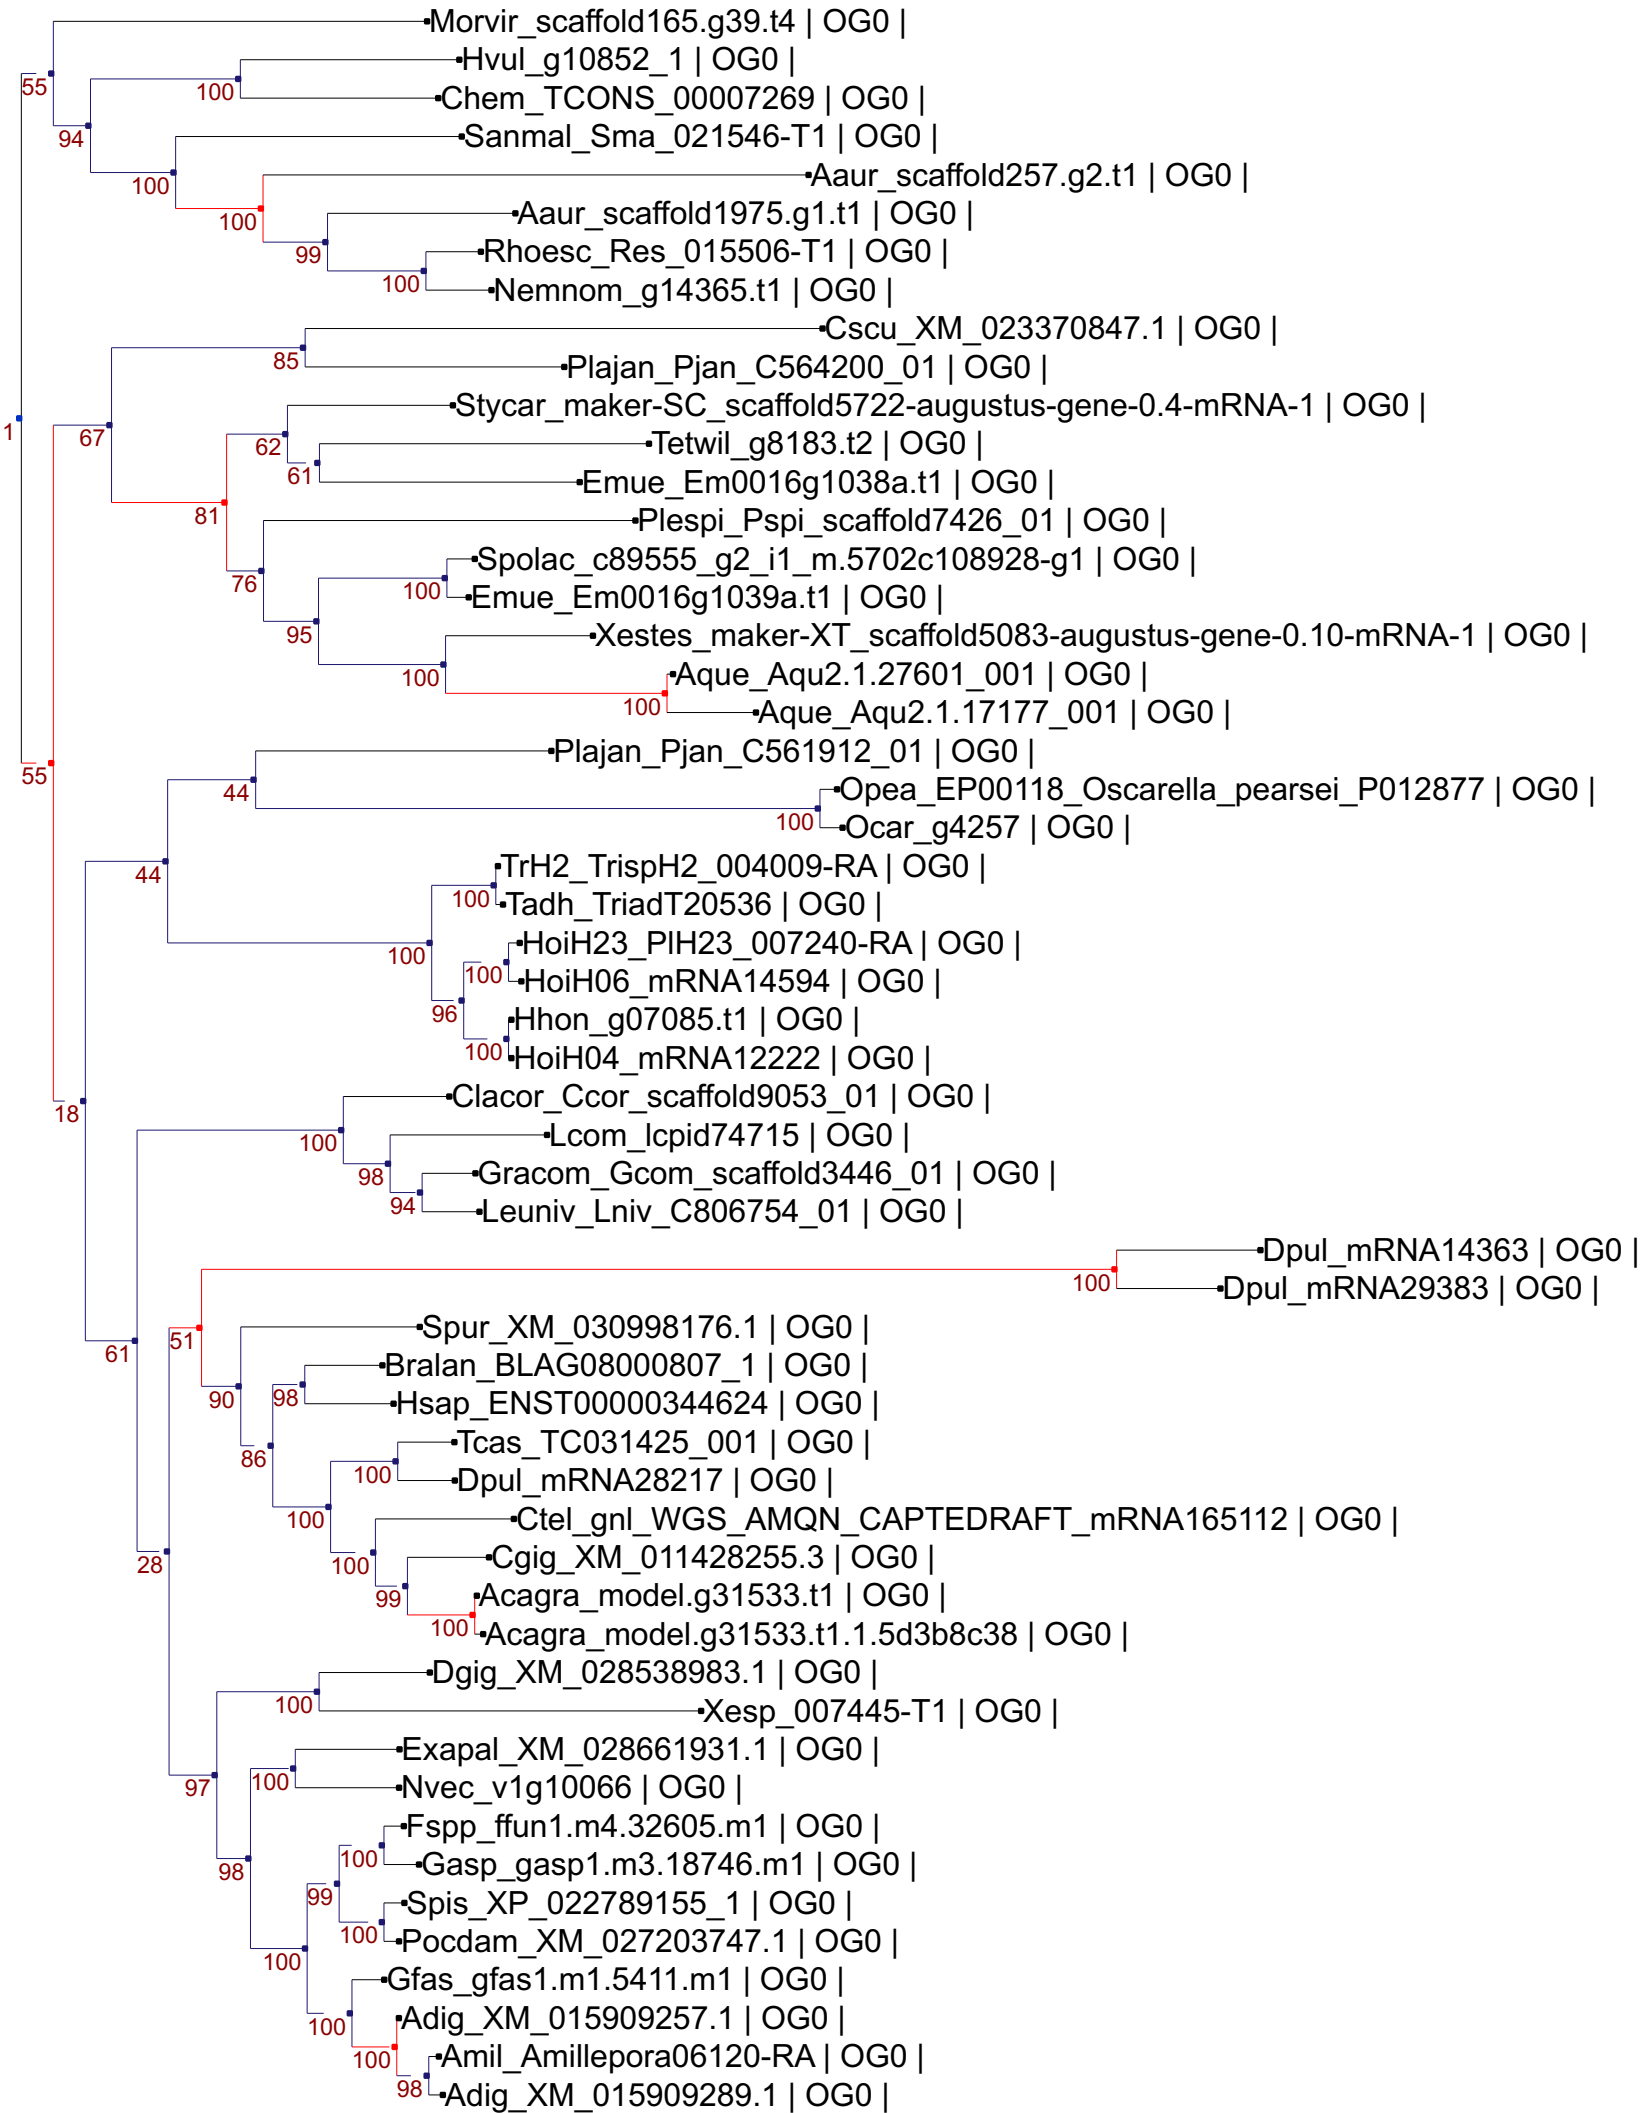 Morvir_scaffold165.g39.t4 | OG0 |
Hvul_g10852_1 | OG0 |
55
100
Chem_TCONS_00007269 | OG0 |
94
Sanmal_Sma_021546-T1 | OG0 |
Aaur_scaffold257.g2.t1 | OG0 |
100
Aaur_scaffold1975.g1.t1 | OG0 |
100
Rhoesc_Res_015506-T1 | OG0 |
99
100
Nemnom_g14365.t1 | OG0 |
Cscu_XM_023370847.1 | OG0 |
85
Plajan_Pjan_C564200_01 | OG0 |
Stycar_maker-SC_scaffold5722-augustus-gene-0.4-mRNA-1 | OG0 |
1
67
62
Tetwil_g8183.t2 | OG0 |
61
Emue_Em0016g1038a.t1 | OG0 |
81
Plespi_Pspi_scaffold7426_01 | OG0 |
Spolac_c89555_g2_i1_m.5702c108928-g1 | OG0 |
76
100
Emue_Em0016g1039a.t1 | OG0 |
95
Xestes_maker-XT_scaffold5083-augustus-gene-0.10-mRNA-1 | OG0 |
100
Aque_Aqu2.1.27601_001 | OG0 |
100
Aque_Aqu2.1.17177_001 | OG0 |
Plajan_Pjan_C561912_01 | OG0 |
55
44
Opea_EP00118_Oscarella_pearsei_P012877 | OG0 |
100
Ocar_g4257 | OG0 |
44
TrH2_TrispH2_004009-RA | OG0 |
100
Tadh_TriadT20536 | OG0 |
100
HoiH23_PlH23_007240-RA | OG0 |
100
HoiH06_mRNA14594 | OG0 |
96
Hhon_g07085.t1 | OG0 |
100
HoiH04_mRNA12222 | OG0 |
18
Clacor_Ccor_scaffold9053_01 | OG0 |
100
Lcom_lcpid74715 | OG0 |
98
Gracom_Gcom_scaffold3446_01 | OG0 |
94
Leuniv_Lniv_C806754_01 | OG0 |
Dpul_mRNA14363 | OG0 |
100
Dpul_mRNA29383 | OG0 |
Spur_XM_030998176.1 | OG0 |
61
51
Bralan_BLAG08000807_1 | OG0 |
90
98
Hsap_ENST00000344624 | OG0 |
86
Tcas_TC031425_001 | OG0 |
100
Dpul_mRNA28217 | OG0 |
100
Ctel_gnl_WGS_AMQN_CAPTEDRAFT_mRNA165112 | OG0 |
28
100
Cgig_XM_011428255.3 | OG0 |
99
Acagra_model.g31533.t1 | OG0 |
100
Acagra_model.g31533.t1.1.5d3b8c38 | OG0 |
Dgig_XM_028538983.1 | OG0 |
100
Xesp_007445-T1 | OG0 |
Exapal_XM_028661931.1 | OG0 |
97
100
Nvec_v1g10066 | OG0 |
Fspp_ffun1.m4.32605.m1 | OG0 |
98
100
Gasp_gasp1.m3.18746.m1 | OG0 |
99
Spis_XP_022789155_1 | OG0 |
100
Pocdam_XM_027203747.1 | OG0 |
100
Gfas_gfas1.m1.5411.m1 | OG0 |
100
Adig_XM_015909257.1 | OG0 |
100
Amil_Amillepora06120-RA | OG0 |
98
Adig_XM_015909289.1 | OG0 |